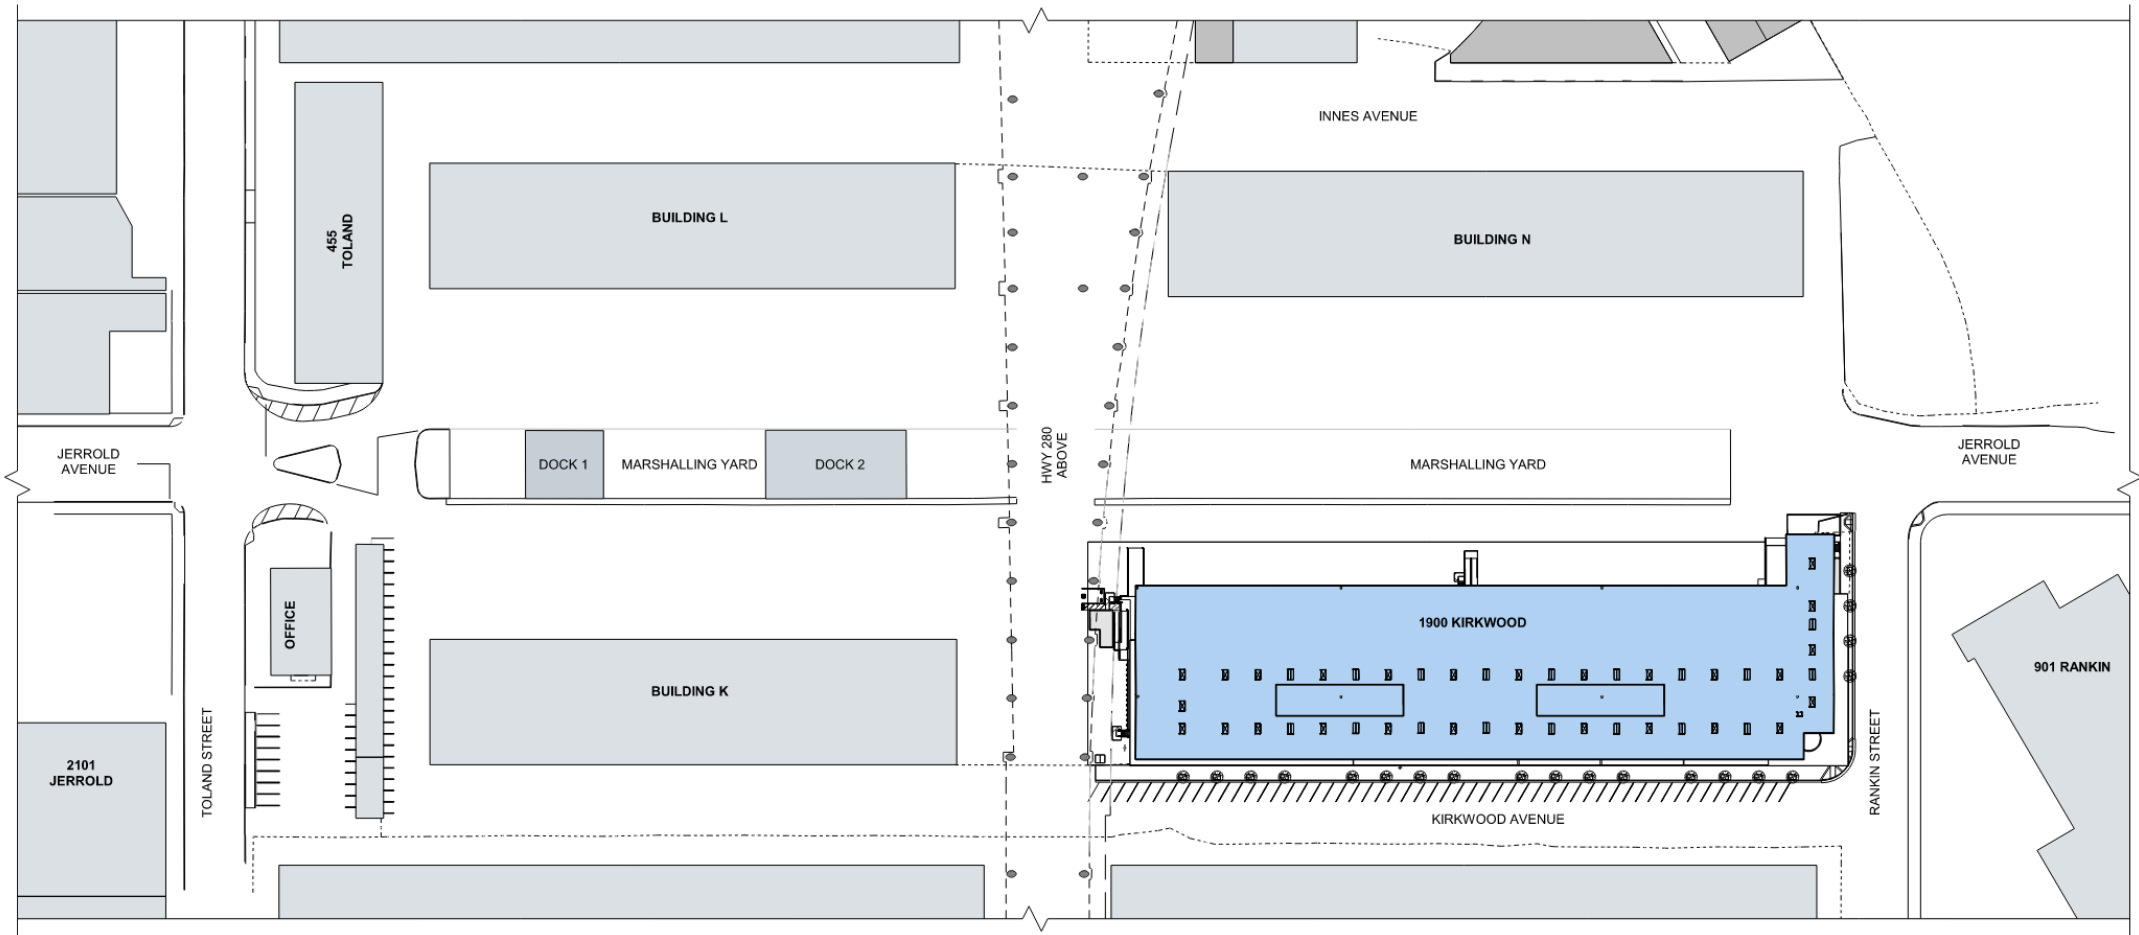 INNES AVENUE
BUILDING L
455
TOLAND
BUILDING N
JERROLD
AVENUE
DOCK 1
MARSHALLING YARD
DOCK 2
HWY 280
ABOVE
MARSHALLING YARD
JERROLD
AVENUE
OFFICE
1900 KIRKWOOD
BUILDING K
901 RANKIN
2101
JERROLD
TOLAND STREET
RANKIN STREET
KIRKWOOD AVENUE